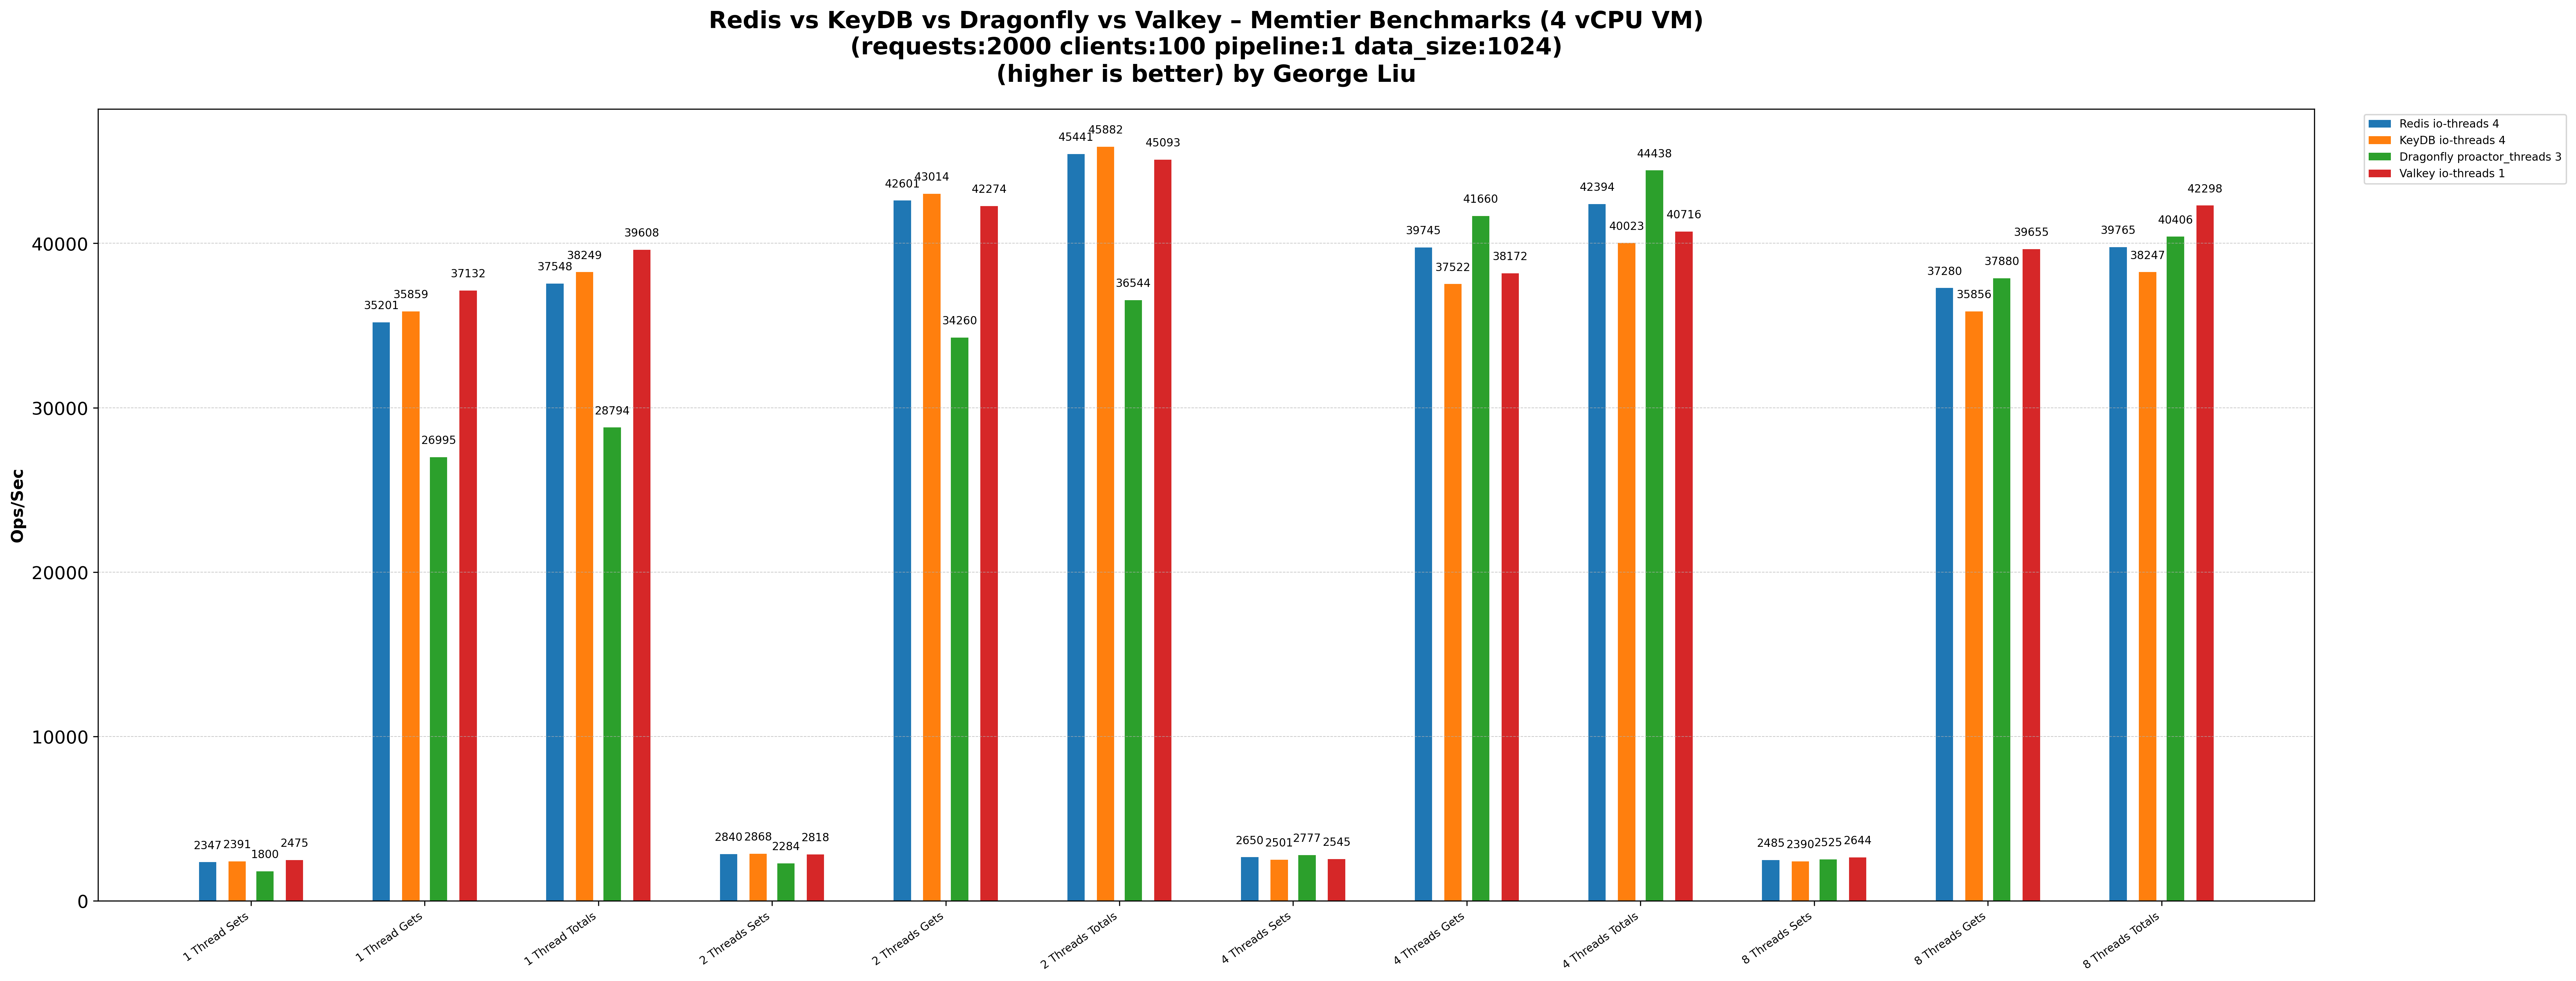 Redis vs KeyDB vs Dragonfly vs Valkey – Memtier Benchmarks (4 vCPU VM)
(requests:2000 clients:100 pipeline:1 data_size:1024)
(higher is better) by George Liu
Redis io-threads 4
KeyDB io-threads 4
Dragonfly proactor_threads 3
Valkey io-threads 1
Ops/Sec
40000
30000
20000
10000
0
2347
2391
1800
2475
35201
35859
26995
37132
37548
38249
28794
39608
2840
2868
2284
2818
42601
43014
34260
42274
45441
45882
36544
45093
2650
2501
2777
2545
39745
37522
41660
38172
42394
40023
44438
40716
2485
2390
2525
2644
37280
35856
37880
39655
39765
38247
40406
42298
1 Thread Sets
1 Thread Gets
1 Thread Totals
2 Threads Sets
2 Threads Gets
2 Threads Totals
4 Threads Sets
4 Threads Gets
4 Threads Totals
8 Threads Sets
8 Threads Gets
8 Threads Totals